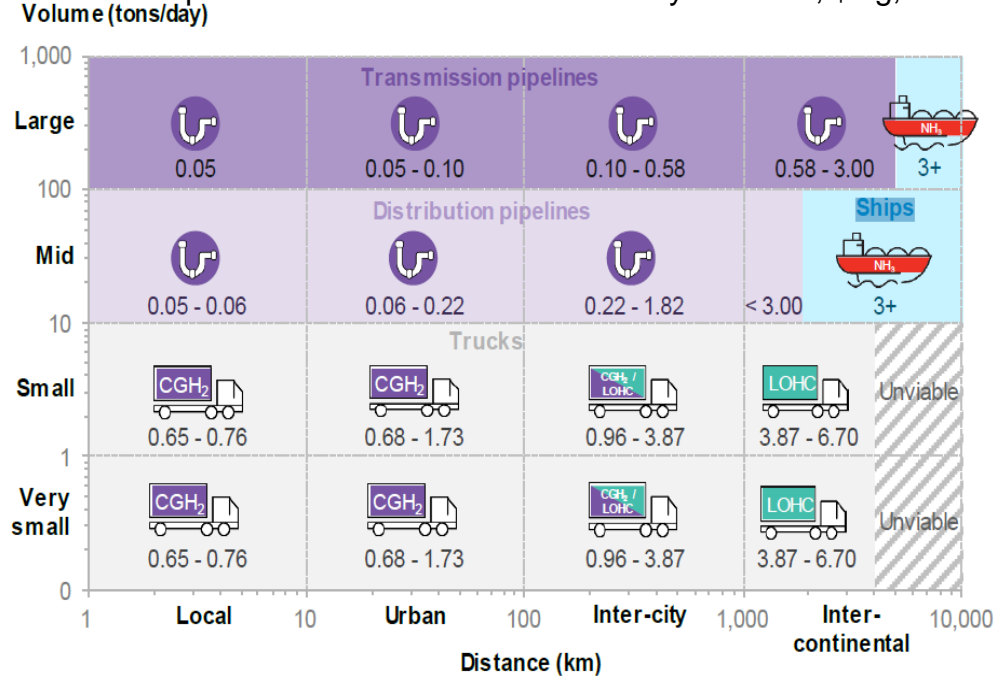 Volume (tons/day)
1,000
Transmission pipelines
Large
NH₃
0.05
0.05 - 0.10
0.10 - 0.58
0.58 - 3.00
3+
100
Distribution pipelines
Ships
Mid
NH₃
0.05 - 0.06
0.06 - 0.22
0.22 - 1.82
< 3.00
3+
10
Trucks
Small
CGH₂
CGH₂
CGH₂ /
LOHC
LOHC
Unviable
0.65 - 0.76
0.68 - 1.73
0.96 - 3.87
3.87 - 6.70
1
Very
small
CGH₂
CGH₂
CGH₂ /
LOHC
LOHC
Unviable
0.65 - 0.76
0.68 - 1.73
0.96 - 3.87
3.87 - 6.70
0
1
Local
10
Urban
100
Inter-city
1,000
Inter-
continental
10,000
Distance (km)